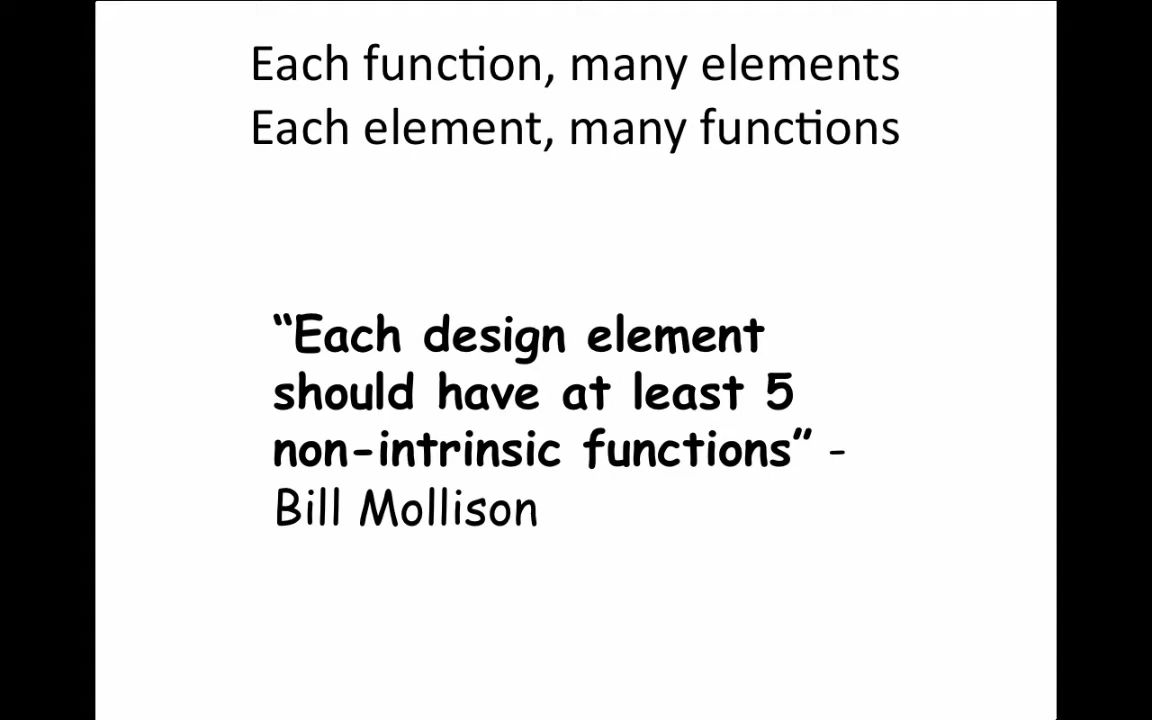 Each function, many elements
Each element, many functions
“Each design element
should have at least 5
non-intrinsic functions” -
Bill Mollison